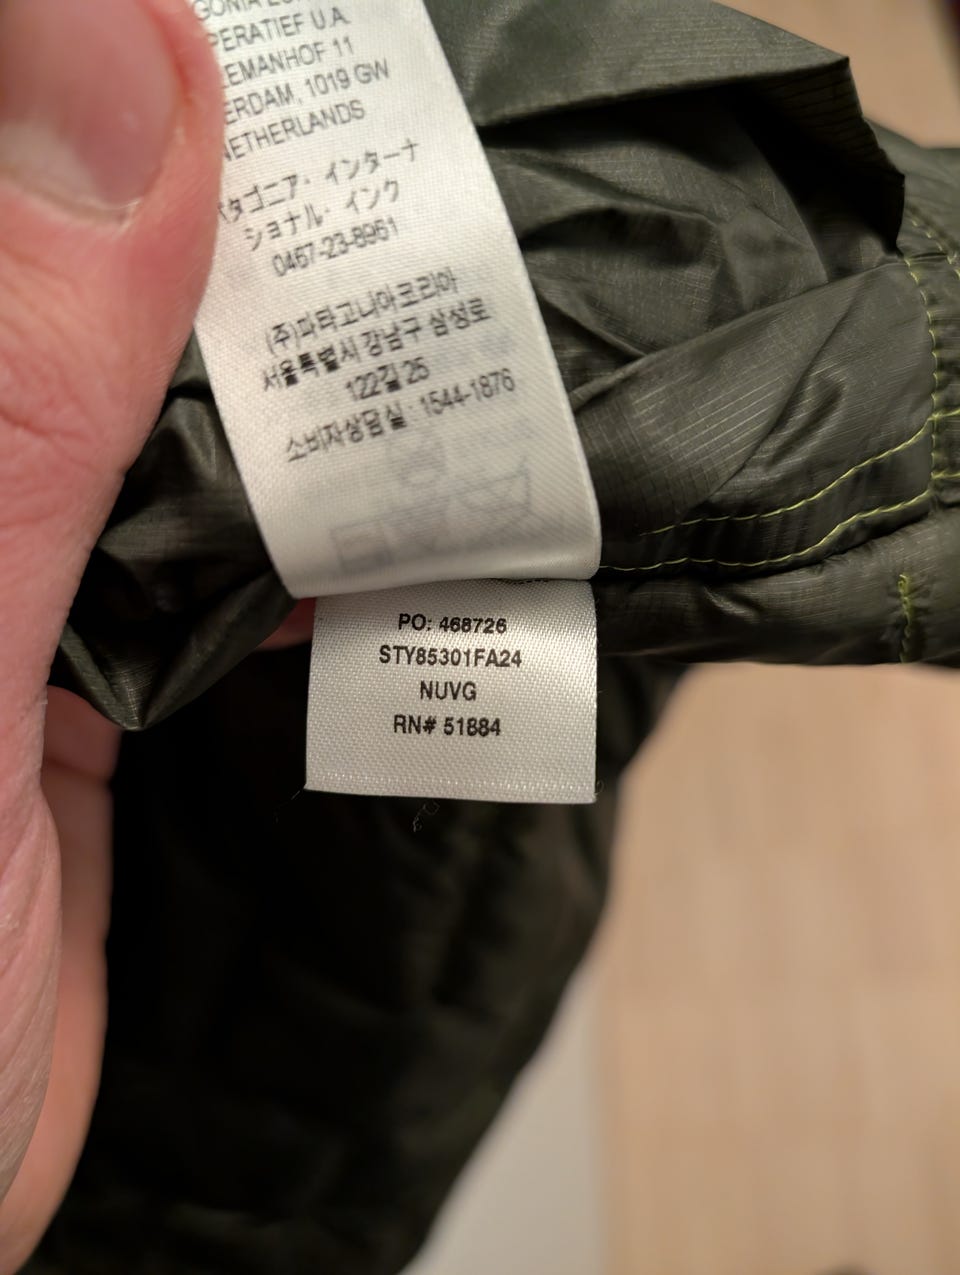 PERATIEF U.A.
EMANHOF 11
ERDAM, 1019 GW
NETHERLANDS
タゴニア・インターナ
ショナル・インク
0467-23-8961
(주)파타고니아코리아
서울특별시 강남구 삼성로
122길 25
소비자상담실 · 1544-1876
PO: 468726
STY85301FA24
NUVG
RN# 51884